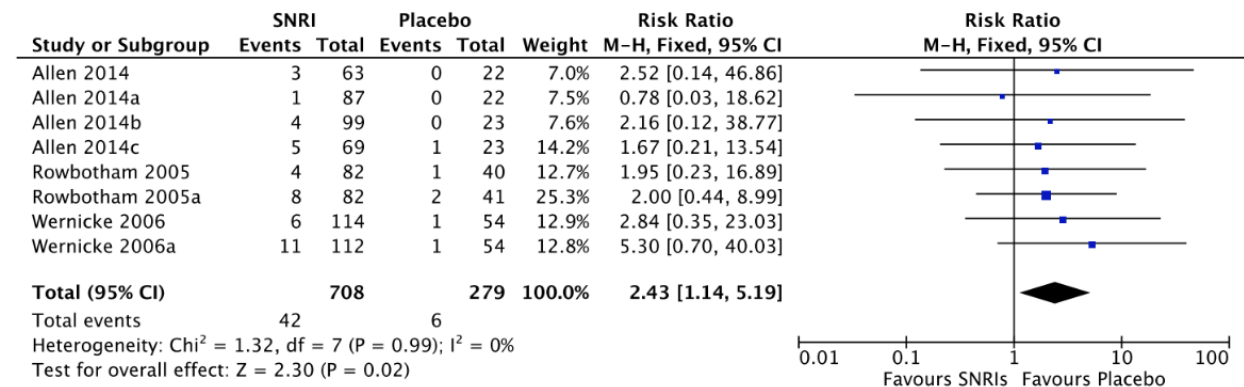 SNRI Placebo Risk Ratio Risk Ratio
Study or Subgroup Events Total Events Total Weight M-H, Fixed, 95% CI M-H, Fixed, 95% CI
Allen 2014 3 63 0 22 7.0% 2.52 [0.14, 46.86]
Allen 2014a 1 87 0 22 7.5% 0.78 [0.03, 18.62]
Allen 2014b 4 99 0 23 7.6% 2.16 [0.12, 38.77]
Allen 2014c 5 69 1 23 14.2% 1.67 [0.21, 13.54]
Rowbotham 2005 4 82 1 40 12.7% 1.95 [0.23, 16.89]
Rowbotham 2005a 8 82 2 41 25.3% 2.00 [0.44, 8.99]
Wernicke 2006 6 114 1 54 12.9% 2.84 [0.35, 23.03]
Wernicke 2006a 11 112 1 54 12.8% 5.30 [0.70, 40.03]
Total (95% CI) 708 279 100.0% 2.43 [1.14, 5.19]
Total events 42 6
Heterogeneity: Chi² = 1.32, df = 7 (P = 0.99); I² = 0%
Test for overall effect: Z = 2.30 (P = 0.02)
0.01 0.1 1 10 100
Favours SNRIs Favours Placebo